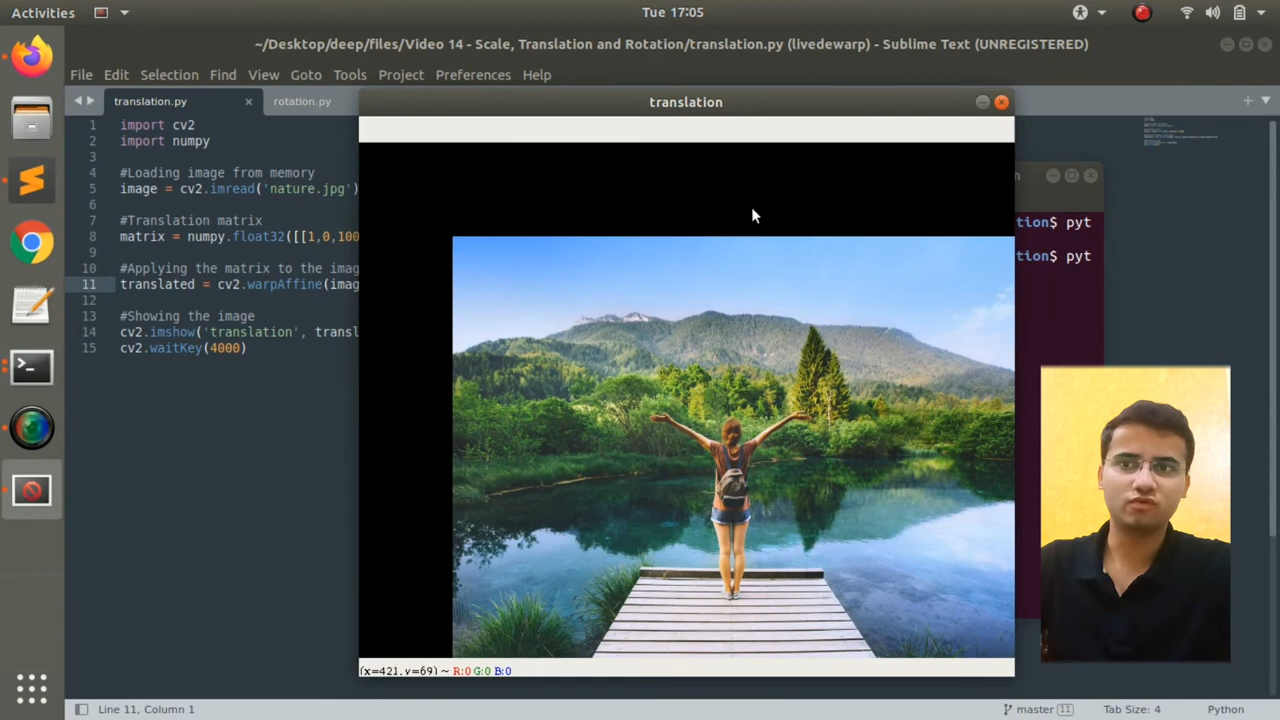 Activities
Tue 17:05
~/Desktop/deep/files/Video 14 - Scale, Translation and Rotation/translation.py (livedewarp) - Sublime Text (UNREGISTERED)
File Edit Selection Find View Goto Tools Project Preferences Help
translation.py
rotation.py
translation
1 import cv2
2 import numpy
3
4 #Loading image from memory
5 image = cv2.imread('nature.jpg')
6
7 #Translation matrix
8 matrix = numpy.float32([[1,0,100
9
10 #Applying the matrix to the imag
11 translated = cv2.warpAffine(imag
12
13 #Showing the image
14 cv2.imshow('translation', transl
15 cv2.waitKey(4000)
n
tion$ pyt
tion$ pyt
(x=421,y=69) ~ R:0 G:0 B:0
Line 11, Column 1
master 11
Tab Size: 4
Python